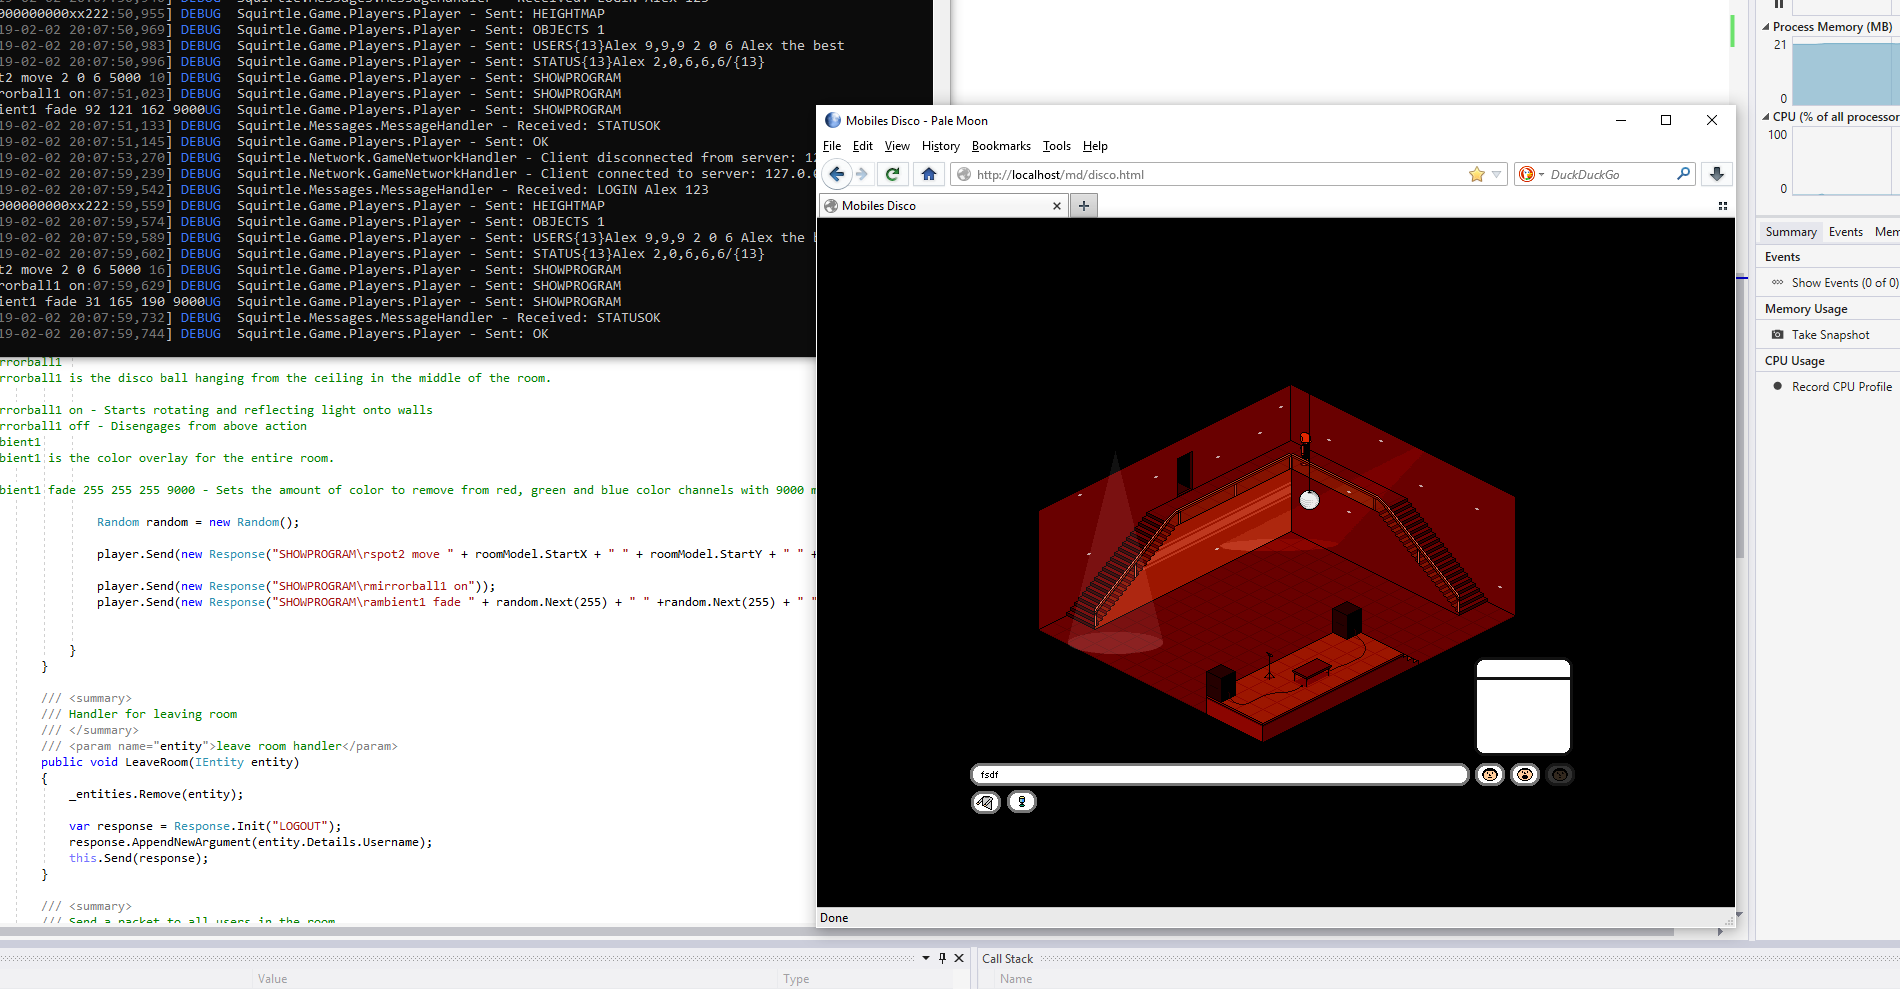 Squirtle.Messages.MessageHandler - Received: LOGIN Alex 123
000000000xx222:50,955] DEBUG Squirtle.Game.Players.Player - Sent: HEIGHTMAP
19-02-02 20:07:50,969] DEBUG Squirtle.Game.Players.Player - Sent: OBJECTS 1
19-02-02 20:07:50,983] DEBUG Squirtle.Game.Players.Player - Sent: USERS{13}Alex 9,9,9 2 0 6 Alex the best
19-02-02 20:07:50,996] DEBUG Squirtle.Game.Players.Player - Sent: STATUS{13}Alex 2,0,6,6,6/{13}
t2 move 2 0 6 5000 10] DEBUG Squirtle.Game.Players.Player - Sent: SHOWPROGRAM
rorball1 on:07:51,023] DEBUG Squirtle.Game.Players.Player - Sent: SHOWPROGRAM
ient1 fade 92 121 162 9000UG Squirtle.Game.Players.Player - Sent: SHOWPROGRAM
19-02-02 20:07:51,133] DEBUG Squirtle.Messages.MessageHandler - Received: STATUSOK
19-02-02 20:07:51,145] DEBUG Squirtle.Game.Players.Player - Sent: OK
19-02-02 20:07:53,270] DEBUG Squirtle.Network.GameNetworkHandler - Client disconnected from server: 12
19-02-02 20:07:59,239] DEBUG Squirtle.Network.GameNetworkHandler - Client connected to server: 127.0.0
19-02-02 20:07:59,542] DEBUG Squirtle.Messages.MessageHandler - Received: LOGIN Alex 123
000000000xx222:59,559] DEBUG Squirtle.Game.Players.Player - Sent: HEIGHTMAP
19-02-02 20:07:59,574] DEBUG Squirtle.Game.Players.Player - Sent: OBJECTS 1
19-02-02 20:07:59,589] DEBUG Squirtle.Game.Players.Player - Sent: USERS{13}Alex 9,9,9 2 0 6 Alex the
19-02-02 20:07:59,602] DEBUG Squirtle.Game.Players.Player - Sent: STATUS{13}Alex 2,0,6,6,6/{13}
t2 move 2 0 6 5000 16] DEBUG Squirtle.Game.Players.Player - Sent: SHOWPROGRAM
rorball1 on:07:59,629] DEBUG Squirtle.Game.Players.Player - Sent: SHOWPROGRAM
ient1 fade 31 165 190 9000UG Squirtle.Game.Players.Player - Sent: SHOWPROGRAM
19-02-02 20:07:59,732] DEBUG Squirtle.Messages.MessageHandler - Received: STATUSOK
19-02-02 20:07:59,744] DEBUG Squirtle.Game.Players.Player - Sent: OK
rrorball1
rrorball1 is the disco ball hanging from the ceiling in the middle of the room.
rrorball1 on - Starts rotating and reflecting light onto walls
rrorball1 off - Disengages from above action
bient1
bient1 is the color overlay for the entire room.
bient1 fade 255 255 255 9000 - Sets the amount of color to remove from red, green and blue color channels with 9000 m
Random random = new Random();
player.Send(new Response("SHOWPROGRAM\rspot2 move " + roomModel.StartX + " " + roomModel.StartY + " " +
player.Send(new Response("SHOWPROGRAM\rmirrorball1 on"));
player.Send(new Response("SHOWPROGRAM\rambient1 fade " + random.Next(255) + " " +random.Next(255) + " "
}
}
/// <summary>
/// Handler for leaving room
/// </summary>
/// <param name="entity">leave room handler</param>
public void LeaveRoom(IEntity entity)
{
_entities.Remove(entity);
var response = Response.Init("LOGOUT");
response.AppendNewArgument(entity.Details.Username);
this.Send(response);
}
/// <summary>
/// Send a packet to all users in the room
Value Type
Call Stack
Name
Mobiles Disco - Pale Moon
File Edit View History Bookmarks Tools Help
http://localhost/md/disco.html
DuckDuckGo
Mobiles Disco
fsdf
Done
Process Memory (MB)
21
0
CPU (% of all processor
100
0
Summary Events Mem
Events
Show Events (0 of 0)
Memory Usage
Take Snapshot
CPU Usage
Record CPU Profile